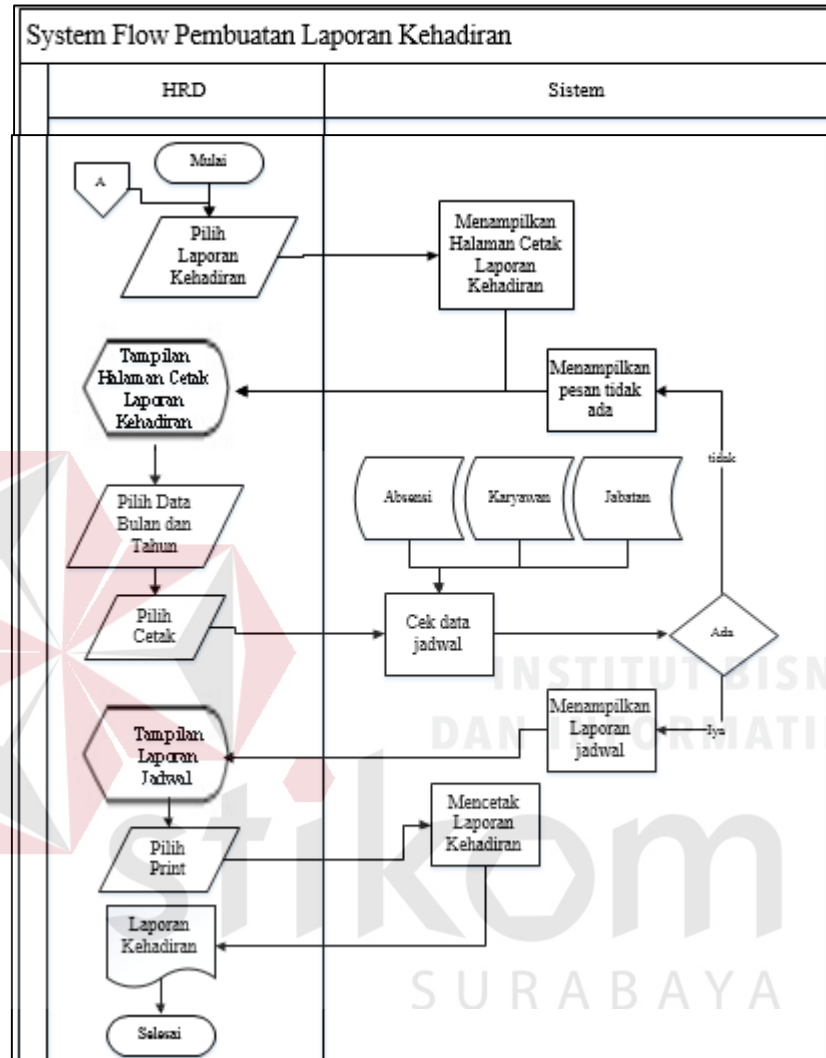 System Flow Pembuatan Laporan Kehadiran
HRD
Sistem
Mulai
A
Pilih
Laporan
Kehadiran
Menampilkan
Halaman Cetak
Laporan
Kehadiran
Tampilan
Halaman Cetak
Laporan
Kehadiran
Menampilkan
pesan tidak
ada
tidak
Pilih Data
Bulan dan
Tahun
Absensi
Karyawan
Jabatan
Pilih
Cetak
Cek data
jadwal
Ada
INSTITUT BISN
DAN INFORMATI
Menampilkan
Laporan
jadwal
Iya
Tampilan
Laporan
Jadwal
Mencetak
Laporan
Kehadiran
Pilih
Print
stikom
Laporan
Kehadiran
SURABAYA
Selesai